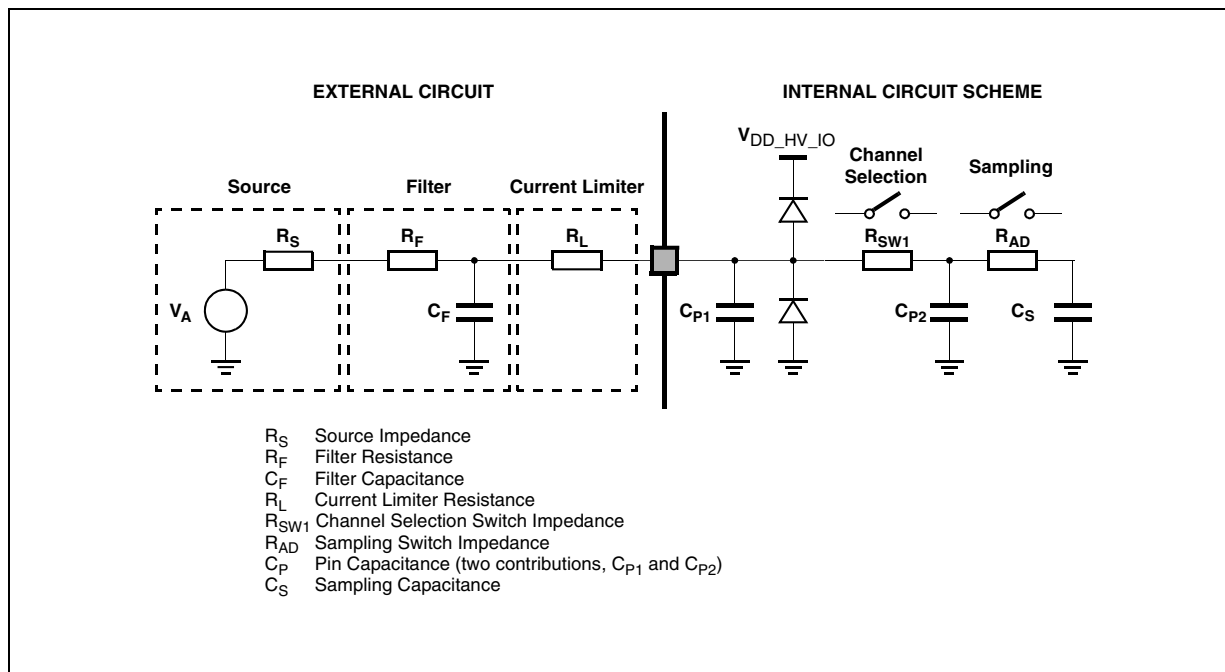 EXTERNAL CIRCUIT
INTERNAL CIRCUIT SCHEME
VDD_HV_IO
Channel
Selection
Sampling
Source
Filter
Current Limiter
RS
RF
RL
RSW1
RAD
VA
CF
CP1
CP2
CS
RS Source Impedance
RF Filter Resistance
CF Filter Capacitance
RL Current Limiter Resistance
RSW1 Channel Selection Switch Impedance
RAD Sampling Switch Impedance
CP Pin Capacitance (two contributions, CP1 and CP2)
CS Sampling Capacitance